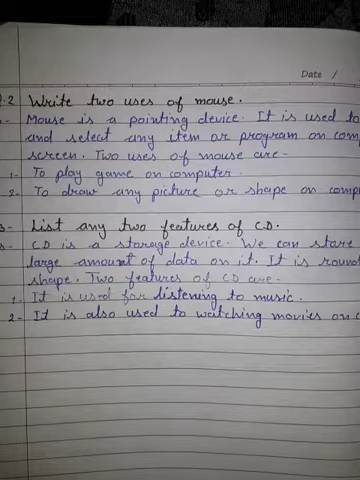 Date /
Q.2 Write two uses of mouse.
Mouse is a pointing device. It is used to
and select any item or program on com
screen. Two uses of mouse are-
1- To play game on computer.
2- To draw any picture or shape on comp
List any two features of CD.
CD is a storage device. We can store
large amount of data on it. It is round
shape. Two features of CD are-
1- It is used for listening to music.
2- It is also used to watching movies on c